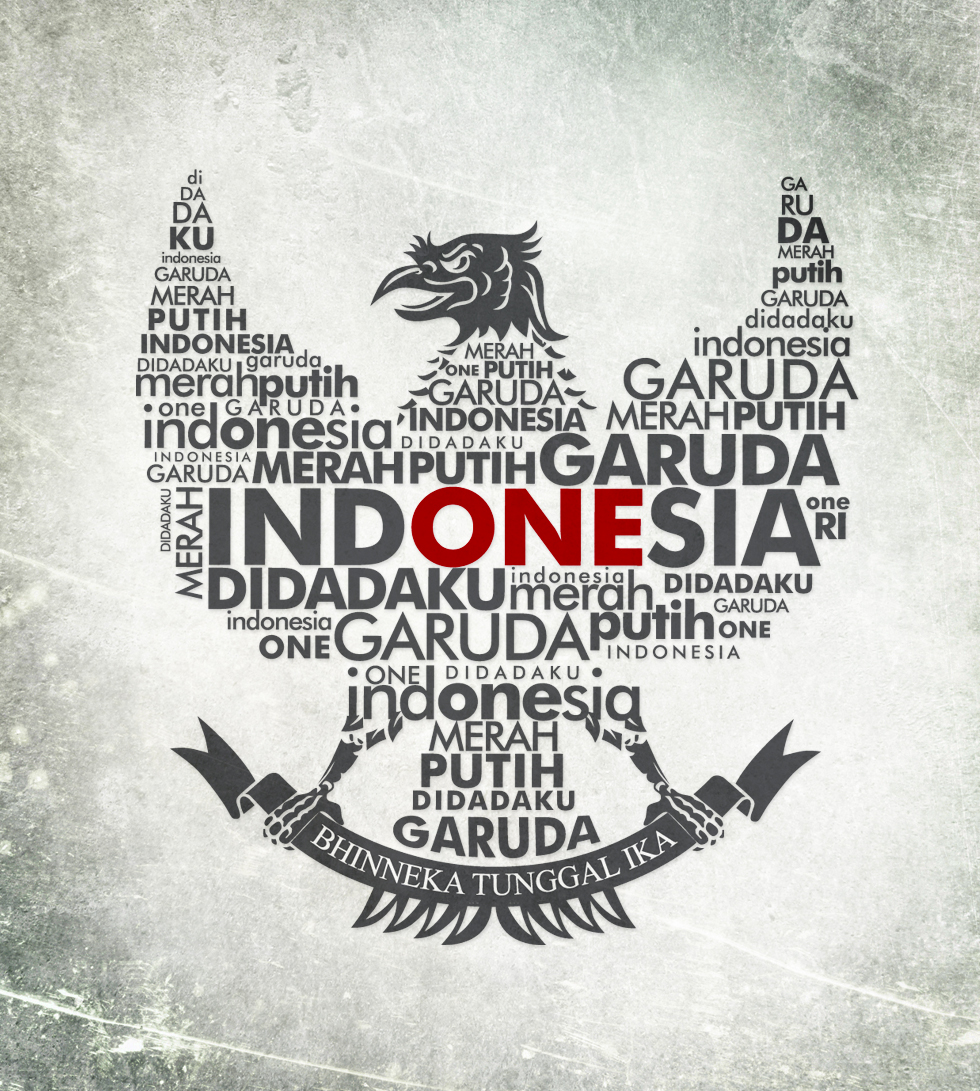 di
DA
DA
KU
indonesia
GARUDA
MERAH
PUTIH
INDONESIA
DIDADAKU garuda
merahputih
one GARUDA
indonesia
INDONESIA
GARUDA
GA
RU
DA
MERAH
putih
GARUDA
didadaku
indonesia
GARUDA
MERAHPUTIH
MERAH
ONE PUTIH
GARUDA
INDONESIA
DIDADAKU
MERAHPUTIH GARUDA
DIDADAKU
MERAH
INDONESIA
one
RI
DIDADAKU indonesia
merah DIDADAKU
GARUDA
indonesia
ONE GARUDA putih ONE
INDONESIA
ONE DIDADAKU
indonesia
MERAH
PUTIH
DIDADAKU
GARUDA
BHINNEKA TUNGGAL IKA